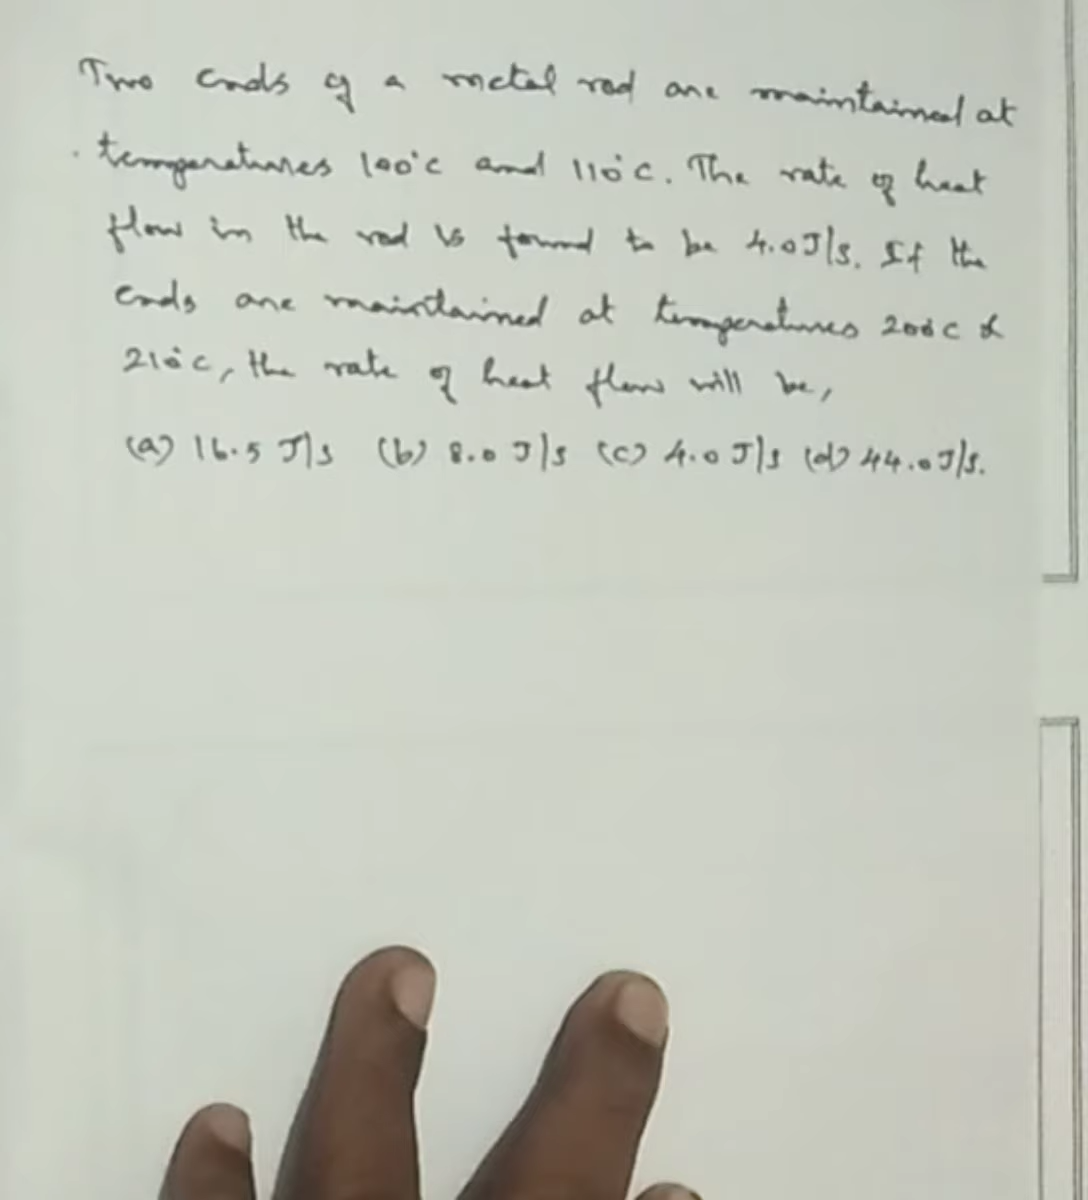 Two ends of a metal rod are maintained at
temperatures 100°c and 110°c. The rate of heat
flow in the rod is found to be 4.0J/s. If the
ends are maintained at temperatures 200°c &
210°c, the rate of heat flow will be,
(a) 16.5 J/s (b) 8.0 J/s (c) 4.0 J/s (d) 44.0J/s.